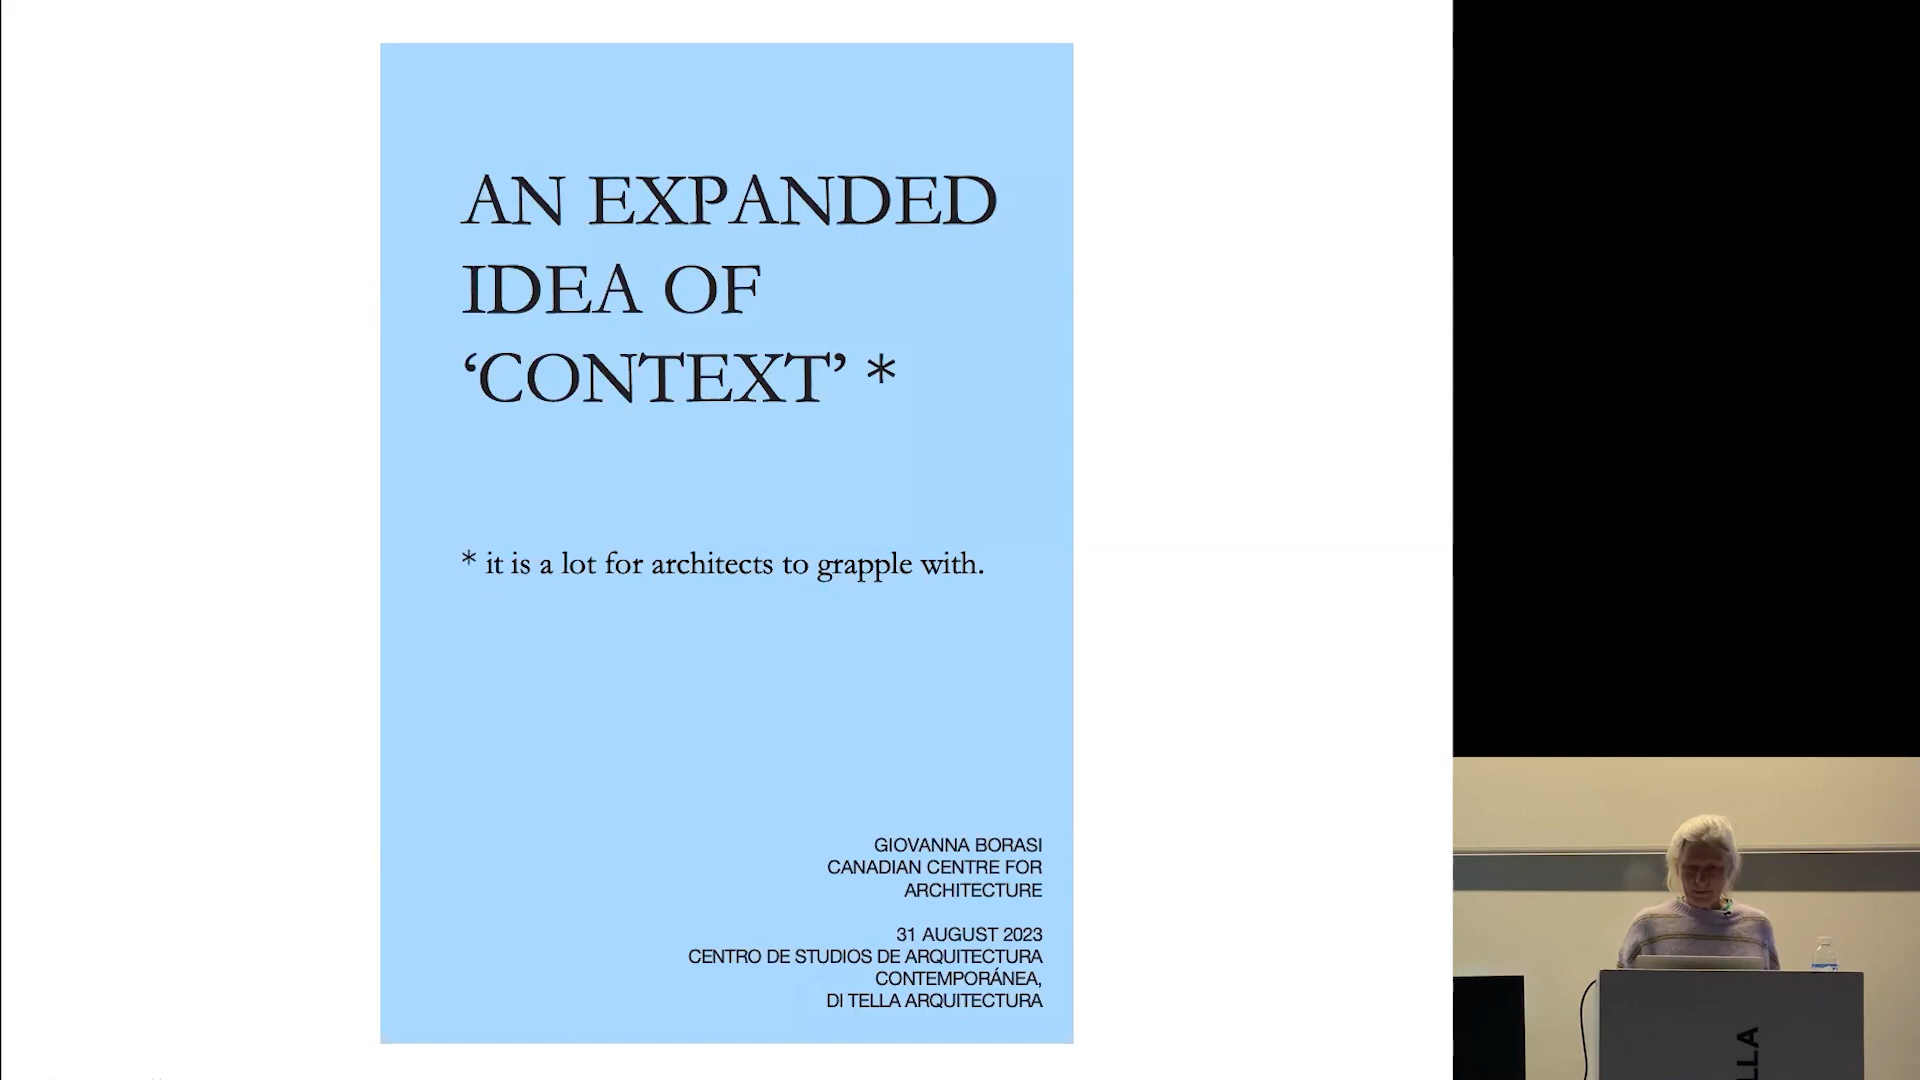 AN EXPANDED
IDEA OF
‘CONTEXT’ *
* it is a lot for architects to grapple with.
GIOVANNA BORASI
CANADIAN CENTRE FOR
ARCHITECTURE
31 AUGUST 2023
CENTRO DE STUDIOS DE ARQUITECTURA
CONTEMPORÁNEA,
DI TELLA ARQUITECTURA
LLA